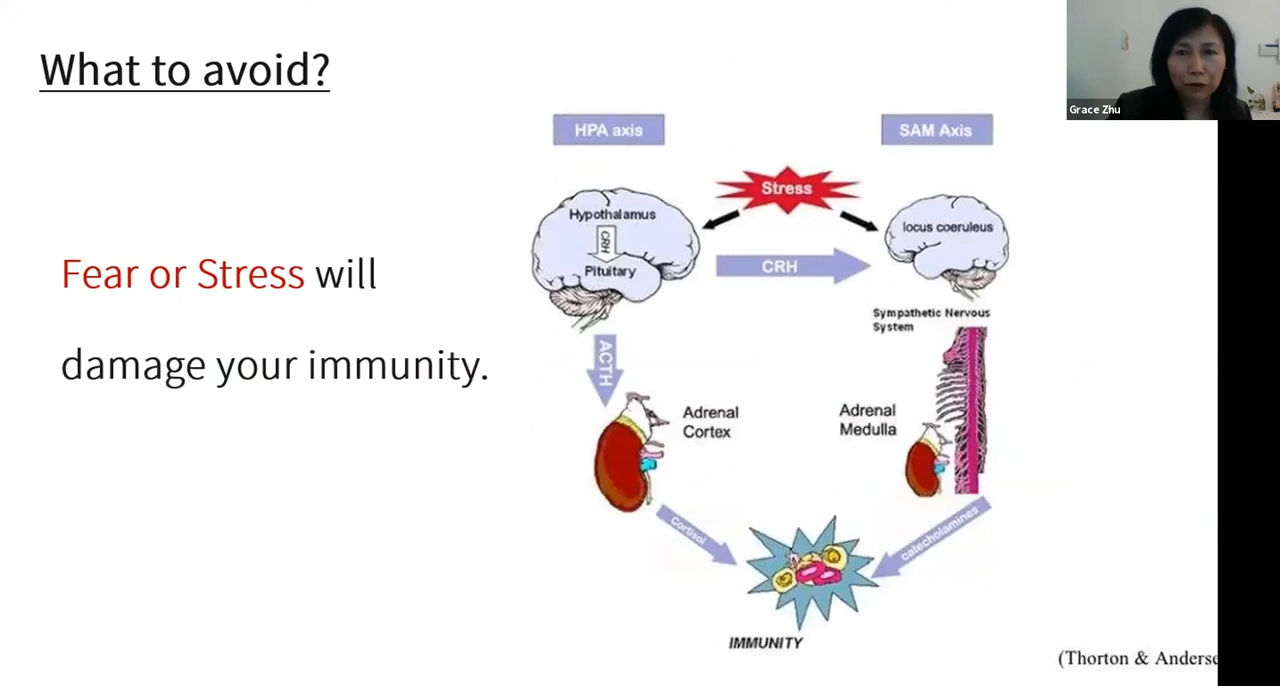 What to avoid?
Grace Zhu
HPA axis
SAM Axis
Stress
Hypothalamus
CRH
Pituitary
CRH
locus coeruleus
Fear or Stress will
damage your immunity.
Sympathetic Nervous
System
ACTH
Adrenal
Cortex
Adrenal
Medulla
Cortisol
catecholamines
IMMUNITY
(Thorton & Anderse